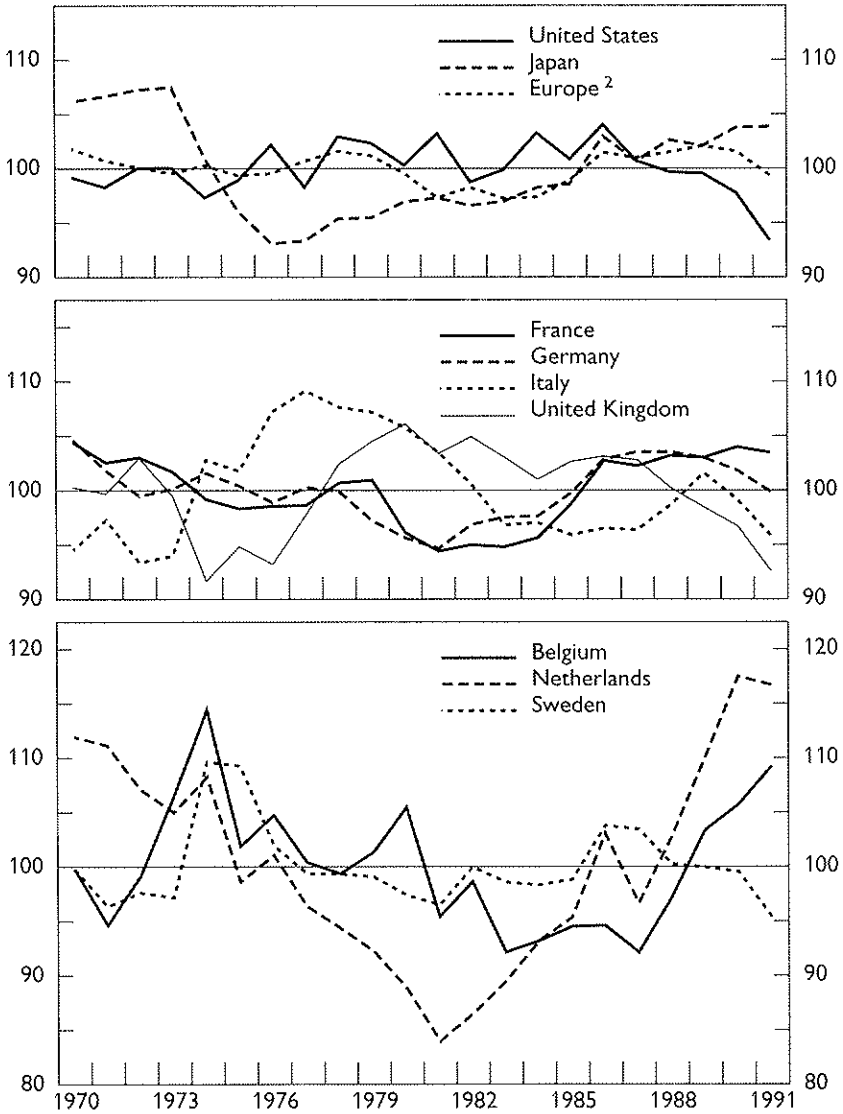 110
100
90
United States
Japan
Europe 2
110
100
90
110
100
90
France
Germany
Italy
United Kingdom
110
100
90
120
110
100
90
80
Belgium
Netherlands
Sweden
120
110
100
90
80
1970 1973 1976 1979 1982 1985 1988 1991